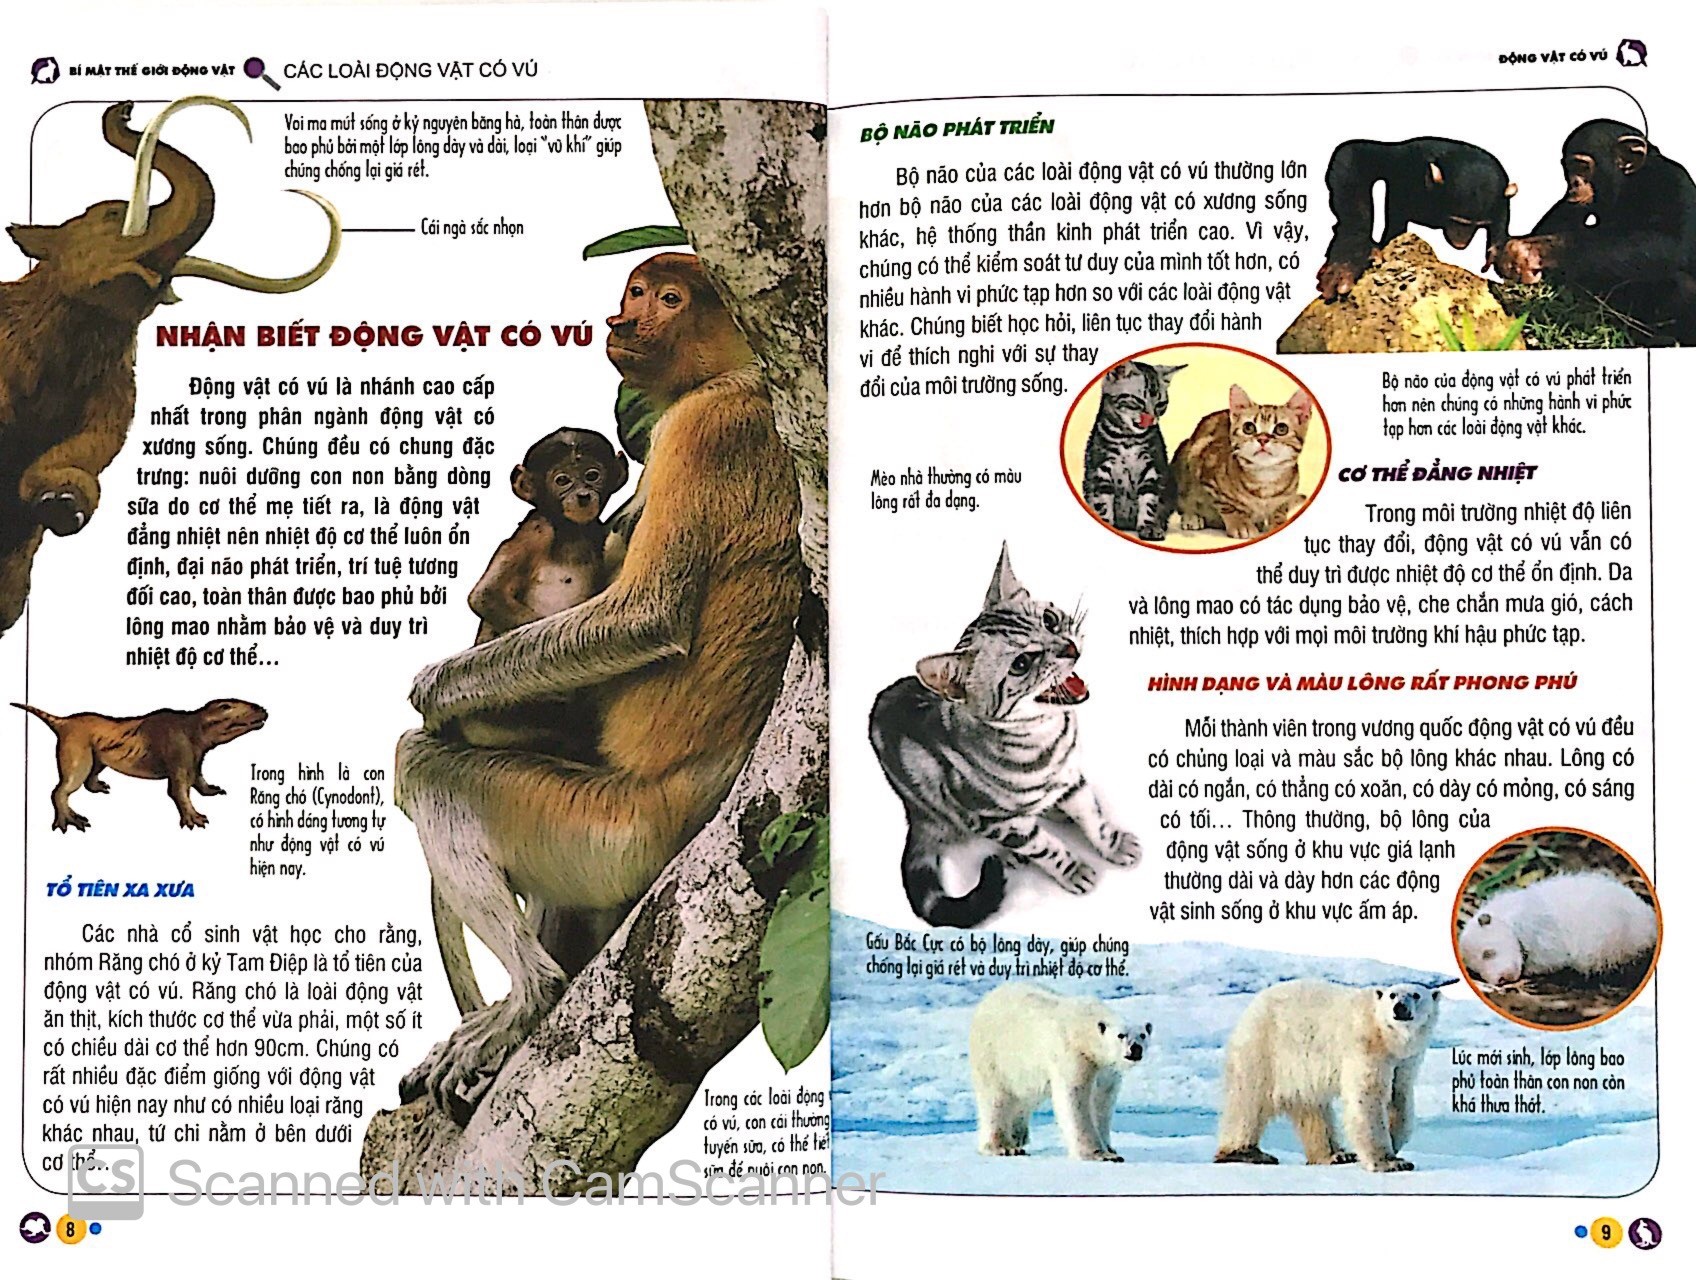 BÍ MẬT THẾ GIỚI ĐỘNG VẬT
CÁC LOÀI ĐỘNG VẬT CÓ VÚ
Voi ma mút sống ở kỷ nguyên băng hà, toàn thân được
bao phủ bởi một lớp lông dày và dài, loại "vũ khí" giúp
chúng chống lại giá rét.
Cái ngà sắc nhọn
NHẬN BIẾT ĐỘNG VẬT CÓ VÚ
Động vật có vú là nhánh cao cấp
nhất trong phân ngành động vật có
xương sống. Chúng đều có chung đặc
trưng: nuôi dưỡng con non bằng dòng
sữa do cơ thể mẹ tiết ra, là động vật
đẳng nhiệt nên nhiệt độ cơ thể luôn ổn
định, đại não phát triển, trí tuệ tương
đối cao, toàn thân được bao phủ bởi
lông mao nhằm bảo vệ và duy trì
nhiệt độ cơ thể...
Trong hình là con
Răng chó (Cynodont),
có hình dáng tương tự
như động vật có vú
hiện nay.
TỔ TIÊN XA XƯA
Các nhà cổ sinh vật học cho rằng,
nhóm Răng chó ở kỷ Tam Điệp là tổ tiên của
động vật có vú. Răng chó là loài động vật
ăn thịt, kích thước cơ thể vừa phải, một số ít
có chiều dài cơ thể hơn 90cm. Chúng có
rất nhiều đặc điểm giống với động vật
có vú hiện nay như có nhiều loại răng
khác nhau, tứ chi nằm ở bên dưới
cơ thể...
Trong các loài động
có vú, con cái thường
tuyến sữa, có thể tiết
sữa để nuôi con non.
8
ĐỘNG VẬT CÓ VÚ
BỘ NÃO PHÁT TRIỂN
Bộ não của các loài động vật có vú thường lớn
hơn bộ não của các loài động vật có xương sống
khác, hệ thống thần kinh phát triển cao. Vì vậy,
chúng có thể kiểm soát tư duy của mình tốt hơn, có
nhiều hành vi phức tạp hơn so với các loài động vật
khác. Chúng biết học hỏi, liên tục thay đổi hành
vi để thích nghi với sự thay
đổi của môi trường sống.
Bộ não của động vật có vú phát triển
hơn nên chúng có những hành vi phức
tạp hơn các loài động vật khác.
Mèo nhà thường có màu
lông rất đa dạng.
CƠ THỂ ĐẲNG NHIỆT
Trong môi trường nhiệt độ liên
tục thay đổi, động vật có vú vẫn có
thể duy trì được nhiệt độ cơ thể ổn định. Da
và lông mao có tác dụng bảo vệ, che chắn mưa gió, cách
nhiệt, thích hợp với mọi môi trường khí hậu phức tạp.
HÌNH DẠNG VÀ MÀU LÔNG RẤT PHONG PHÚ
Mỗi thành viên trong vương quốc động vật có vú đều
có chủng loại và màu sắc bộ lông khác nhau. Lông có
dài có ngắn, có thẳng có xoăn, có dày có mỏng, có sáng
có tối... Thông thường, bộ lông của
động vật sống ở khu vực giá lạnh
thường dài và dày hơn các động
vật sinh sống ở khu vực ấm áp.
Gấu Bắc Cực có bộ lông dày, giúp chúng
chống lại giá rét và duy trì nhiệt độ cơ thể.
Lúc mới sinh, lớp lông bao
phủ toàn thân con non còn
khá thưa thớt.
9
CS Scanned with CamScanner